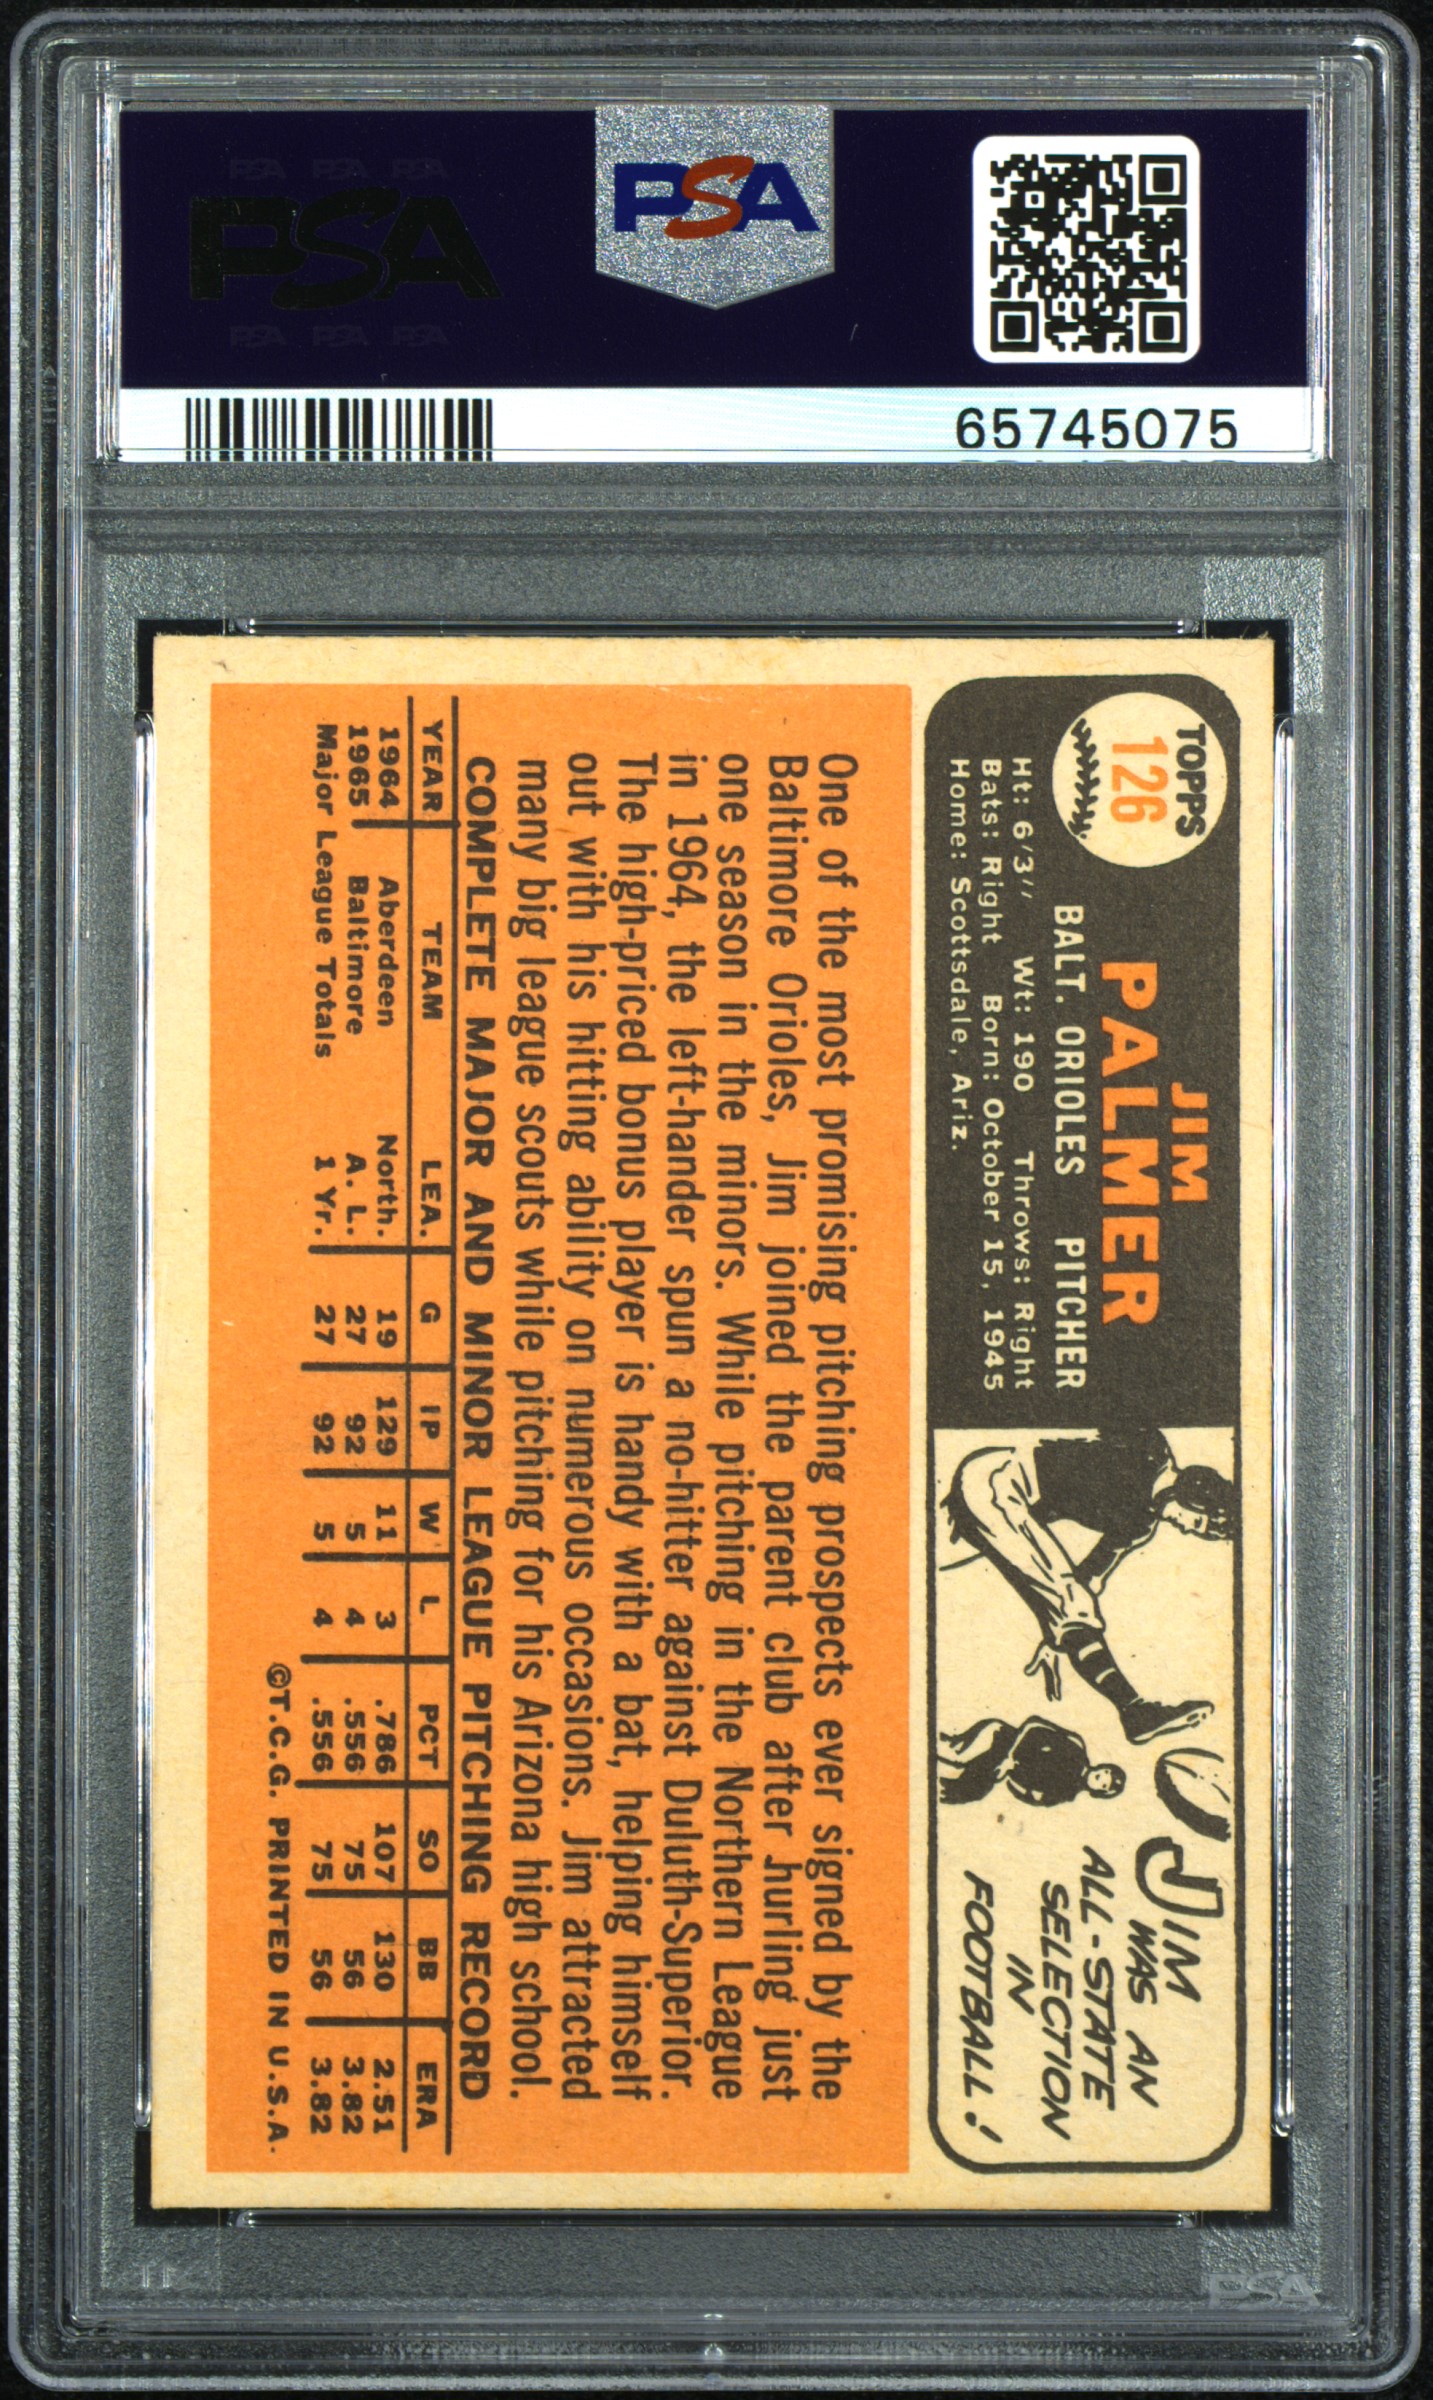 PSA PSA PSA
PSA
PSA PSA PSA
PSA
65745075
TOPPS
126
JIM
PALMER
BALT. ORIOLES PITCHER
Ht: 6'3" Wt: 190 Throws: Right
Bats: Right Born: October 15, 1945
Home: Scottsdale, Ariz.
JIM
WAS AN
ALL-STATE
SELECTION
IN
FOOTBALL!
One of the most promising pitching prospects ever signed by the
Baltimore Orioles, Jim joined the parent club after hurling just
one season in the minors. While pitching in the Northern League
in 1964, the left-hander spun a no-hitter against Duluth-Superior.
The high-priced bonus player is handy with a bat, helping himself
out with his hitting ability on numerous occasions. Jim attracted
many big league scouts while pitching for his Arizona high school.
COMPLETE MAJOR AND MINOR LEAGUE PITCHING RECORD
YEAR TEAM LEA. G IP W L PCT SO BB ERA
1964 Aberdeen North. 19 129 11 3 .786 107 130 2.51
1965 Baltimore A. L. 27 92 5 4 .556 75 56 3.82
Major League Totals 1 Yr. 27 92 5 4 .556 75 56 3.82
©T.C.G. PRINTED IN U.S.A.
PSA